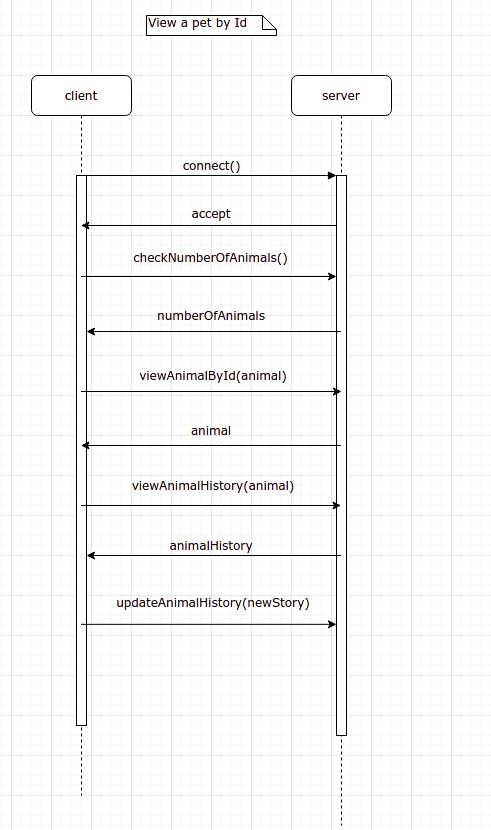 View a pet by Id
client
server
connect()
accept
checkNumberOfAnimals()
numberOfAnimals
viewAnimalById(animal)
animal
viewAnimalHistory(animal)
animalHistory
updateAnimalHistory(newStory)